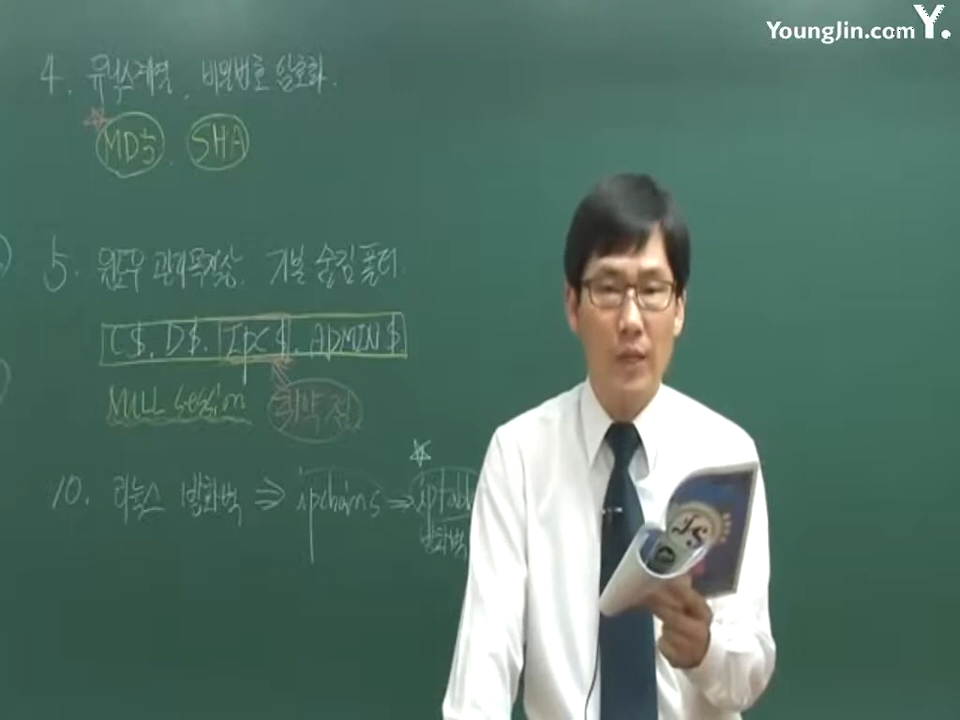 YoungJin.com Y.
4. 유닉스계열. 비밀번호 암호화.
MD5. SHA
5. 윈도우 관리목적상. 기본 숨김 폴더.
C$. D$. IPC$. ADMIN$
NULL session 취약점
10. 리눅스 방화벽 ⇒ ipchains ⇒ iptabl
방화벽
IS